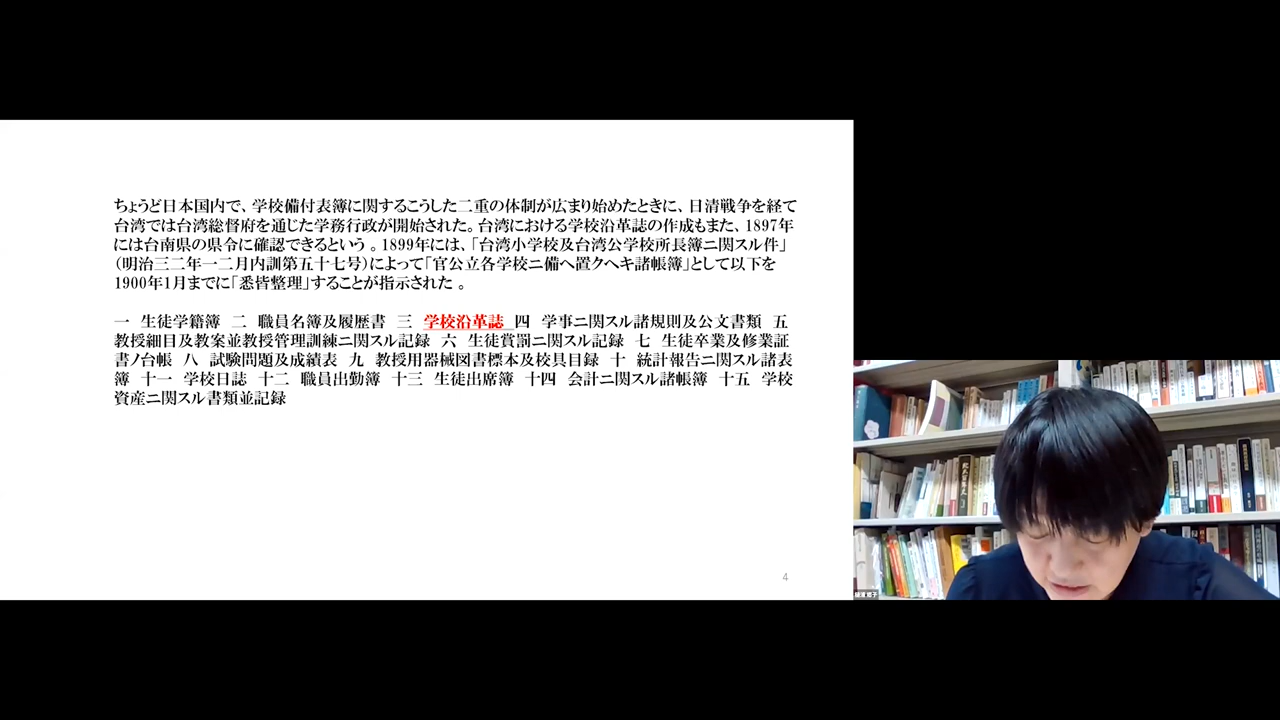 ちょうど日本国内で、学校備付表簿に関するこうした二重の体制が広まり始めたときに、日清戦争を経て
台湾では台湾総督府を通じた学務行政が開始された。台湾における学校沿革誌の作成もまた、1897年
には台南県の県令に確認できるという 。1899年には、「台湾小学校及台湾公学校所長簿ニ関スル件」
（明治三二年一二月内訓第五十七号）によって「官公立各学校ニ備ヘ置クヘキ諸帳簿」として以下を
1900年1月までに「悉皆整理」することが指示された 。
一　生徒学籍簿　二　職員名簿及履歴書　三　学校沿革誌　四　学事ニ関スル諸規則及公文書類　五
教授細目及教案並教授管理訓練ニ関スル記録　六　生徒賞罰ニ関スル記録　七　生徒卒業及修業証
書ノ台帳　八　試験問題及成績表　九　教授用器械図書標本及校具目録　十　統計報告ニ関スル諸表
簿　十一　学校日誌　十二　職員出勤簿　十三　生徒出席簿　十四　会計ニ関スル諸帳簿　十五　学校
資産ニ関スル書類並記録
4